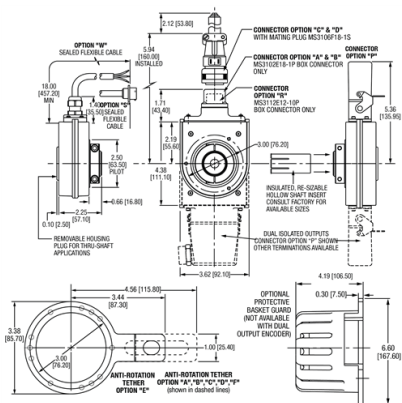 2.12 [53.80]
CONNECTOR OPTION "C" & "D"
WITH MATING PLUG MS3106F18-1S
OPTION "W"
SEALED FLEXIBLE CABLE
5.94
[160.00]
INSTALLED
CONNECTOR OPTION "A" & "B"
MS3102E18-1P BOX CONNECTOR
ONLY
CONNECTOR
OPTION "P"
CONNECTOR
OPTION "R"
MS3112E12-10P
BOX CONNECTOR ONLY
18.00
[457.20]
MIN
1.40
[35.50]
OPTION "S"
SEALED
FLEXIBLE
CABLE
1.71
[43.40]
5.36
[135.95]
2.19
[55.60]
3.00 [76.20]
2.50
[63.50]
PILOT
4.38
[111.10]
0.66 [16.80]
INSULATED, RE-SIZABLE
HOLLOW SHAFT INSERT
CONSULT FACTORY FOR
AVAILABLE SIZES
2.25
[57.10]
0.10 [2.50]
REMOVABLE HOUSING
PLUG FOR THRU-SHAFT
APPLICATIONS
DUAL ISOLATED OUTPUTS
CONNECTOR OPTION "P" SHOWN
OTHER TERMINATIONS AVAILABLE
3.62 [92.10]
4.56 [115.80]
3.44
[87.30]
4.19 [106.50]
0.30 [7.50]
OPTIONAL
PROTECTIVE
BASKET GUARD
(NOT AVAILABLE
WITH DUAL
OUTPUT ENCODER)
3.38
[85.70]
1.00 [25.40]
3.00
[76.20]
6.60
[167.60]
ANTI-ROTATION
TETHER
OPTION "E"
ANTI-ROTATION TETHER
OPTION "A","B","C","D","F"
(shown in dashed lines)